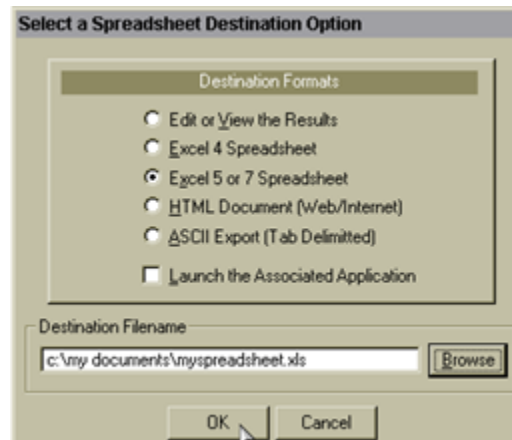 Select a Spreadsheet Destination Option
Destination Formats
Edit or View the Results
Excel 4 Spreadsheet
Excel 5 or 7 Spreadsheet
HTML Document (Web/Internet)
ASCII Export (Tab Delimitted)
Launch the Associated Application
Destination Filename
c:\my documents\myspreadsheet.xls
Browse
OK
Cancel